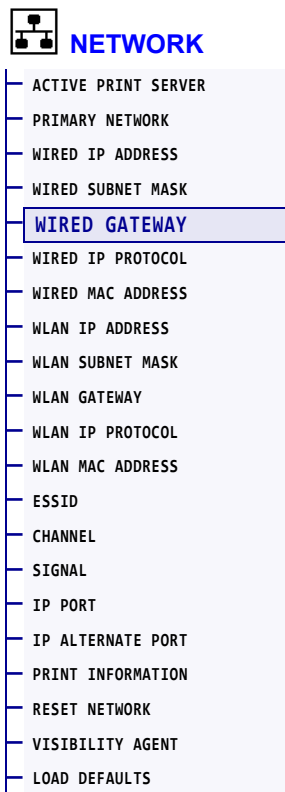 NETWORK
ACTIVE PRINT SERVER
PRIMARY NETWORK
WIRED IP ADDRESS
WIRED SUBNET MASK
WIRED GATEWAY
WIRED IP PROTOCOL
WIRED MAC ADDRESS
WLAN IP ADDRESS
WLAN SUBNET MASK
WLAN GATEWAY
WLAN IP PROTOCOL
WLAN MAC ADDRESS
ESSID
CHANNEL
SIGNAL
IP PORT
IP ALTERNATE PORT
PRINT INFORMATION
RESET NETWORK
VISIBILITY AGENT
LOAD DEFAULTS